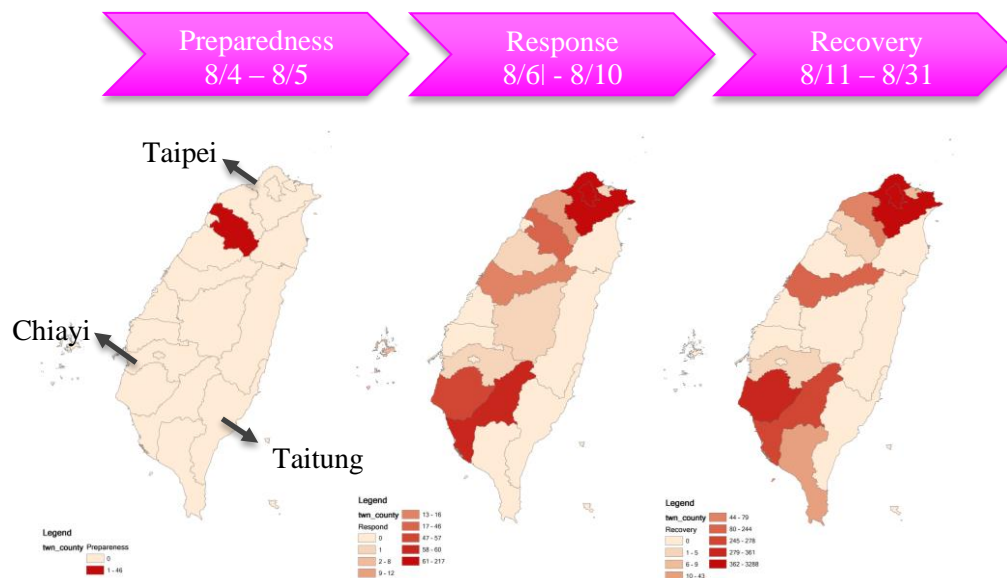 Preparedness
8/4 – 8/5
Response
8/6| - 8/10
Recovery
8/11 – 8/31
Taipei
Chiayi
Taitung
Legend
twn_county Prepareness
0
1 - 46
Legend
twn_county
Respond
0
1
2 - 8
9 - 12
13 - 16
17 - 46
47 - 57
58 - 60
61 - 217
Legend
twn_county
Recovery
0
1 - 5
6 - 9
10 - 43
44 - 79
80 - 244
245 - 278
279 - 361
362 - 3288